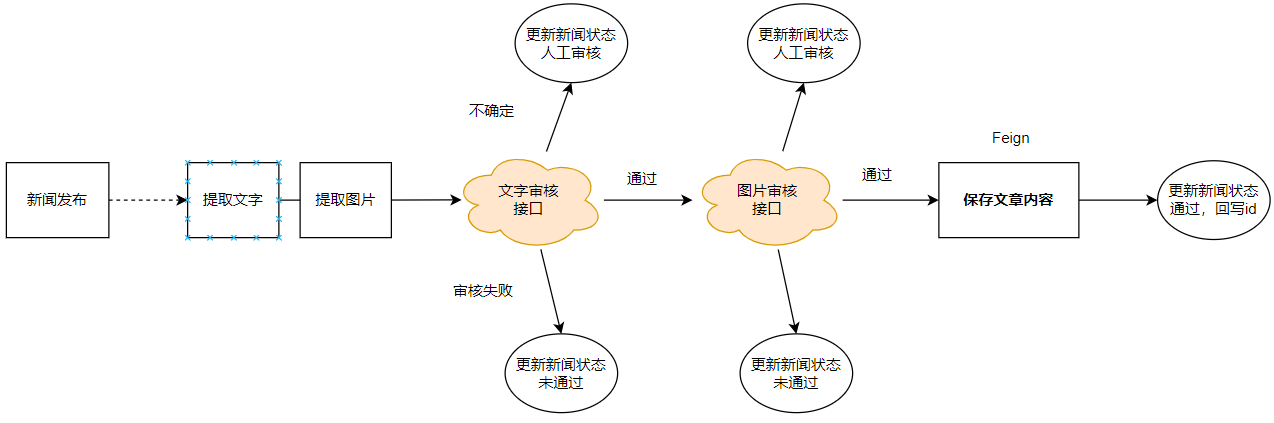 更新新闻状态
人工审核
更新新闻状态
人工审核
不确定
Feign
新闻发布
提取文字
提取图片
文字审核
接口
通过
图片审核
接口
通过
保存文章内容
更新新闻状态
通过，回写id
审核失败
更新新闻状态
未通过
更新新闻状态
未通过